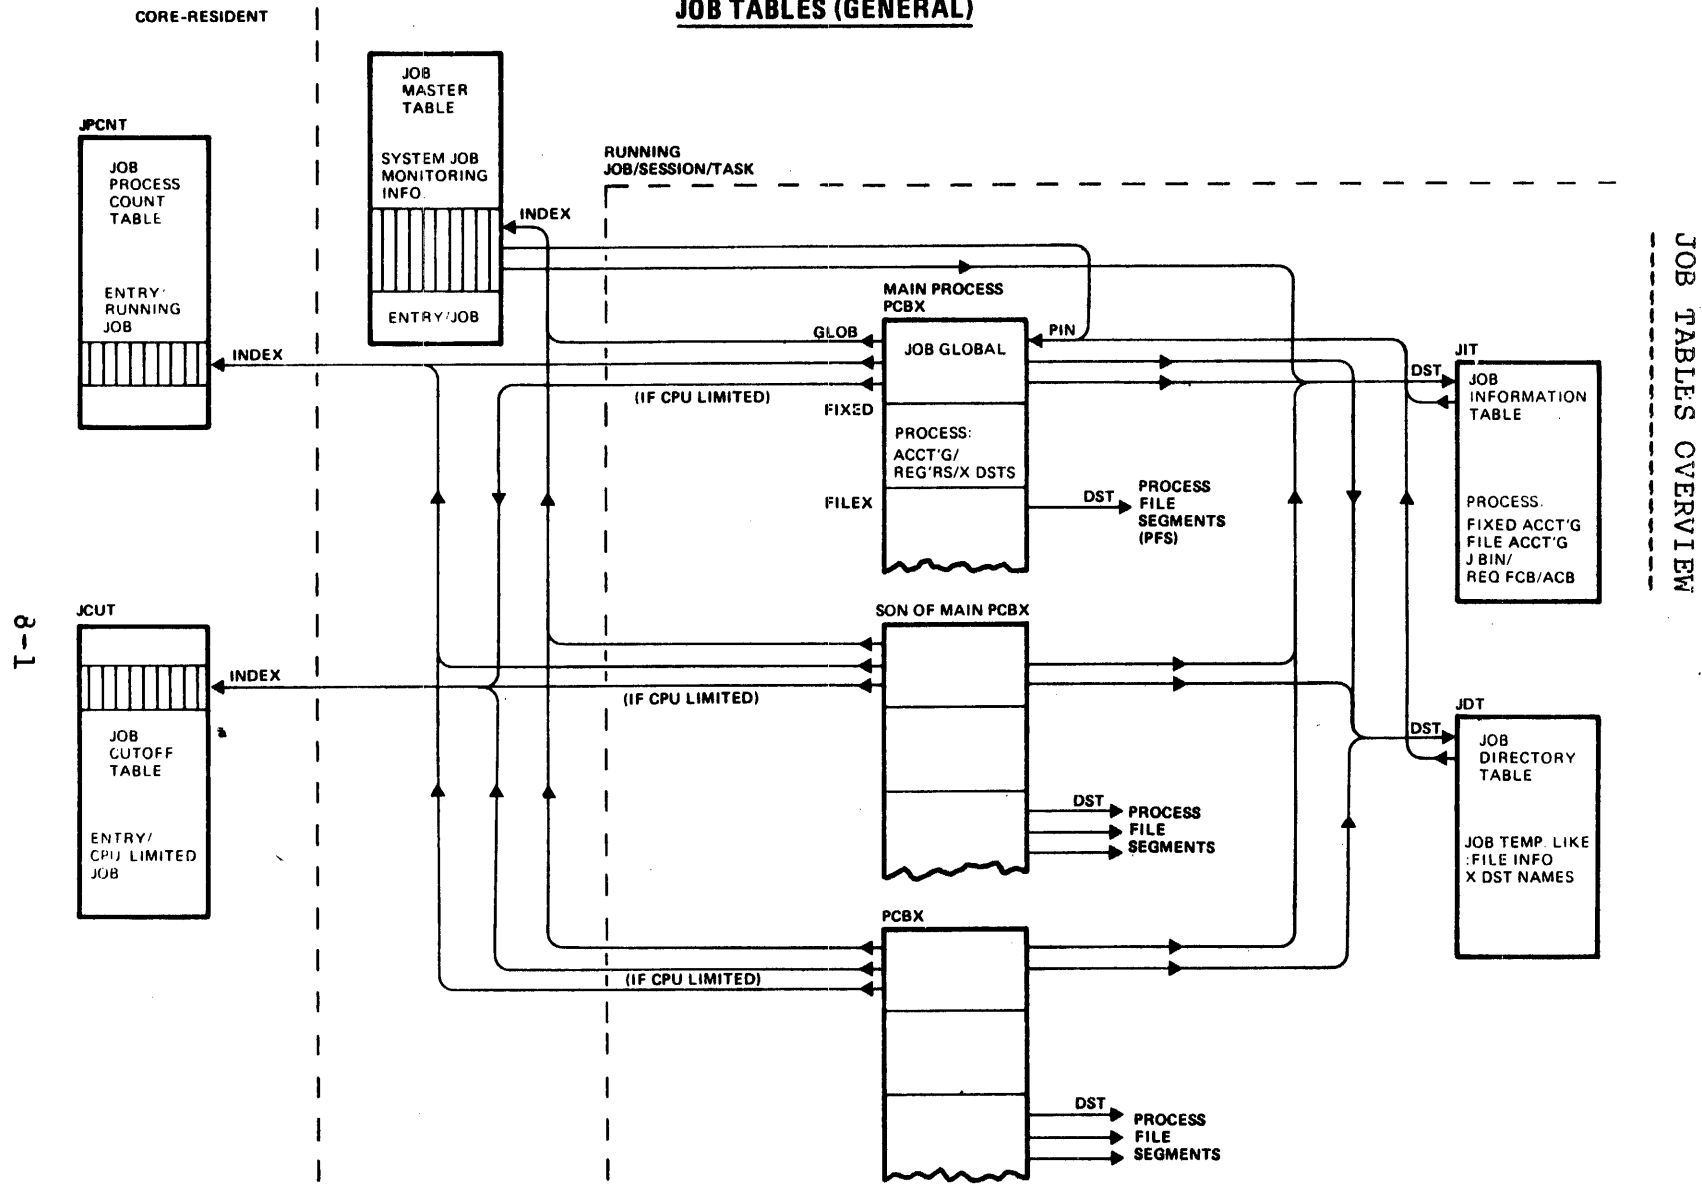 JOB TABLES (GENERAL)
CORE-RESIDENT
JOB
MASTER
TABLE
SYSTEM JOB
MONITORING
INFO.
ENTRY/JOB
JPCNT
JOB
PROCESS
COUNT
TABLE
ENTRY/
RUNNING
JOB
INDEX
INDEX
RUNNING
JOB/SESSION/TASK
MAIN PROCESS
PCBX
GLOB
JOB GLOBAL
PIN
(IF CPU LIMITED)
FIXED
PROCESS:
ACCT'G/
REG'RS/X DSTS
FILEX
DST
PROCESS
FILE
SEGMENTS
(PFS)
JIT
DST
JOB
INFORMATION
TABLE
PROCESS.
FIXED ACCT'G
FILE ACCT'G
J BIN/
REQ FCB/ACB
JCUT
INDEX
JOB
CUTOFF
TABLE
ENTRY/
CPU LIMITED
JOB
SON OF MAIN PCBX
(IF CPU LIMITED)
DST
PROCESS
FILE
SEGMENTS
JDT
DST
JOB
DIRECTORY
TABLE
JOB TEMP. LIKE
:FILE INFO
X DST NAMES
PCBX
(IF CPU LIMITED)
DST
PROCESS
FILE
SEGMENTS
JOB TABLES OVERVIEW
8-1